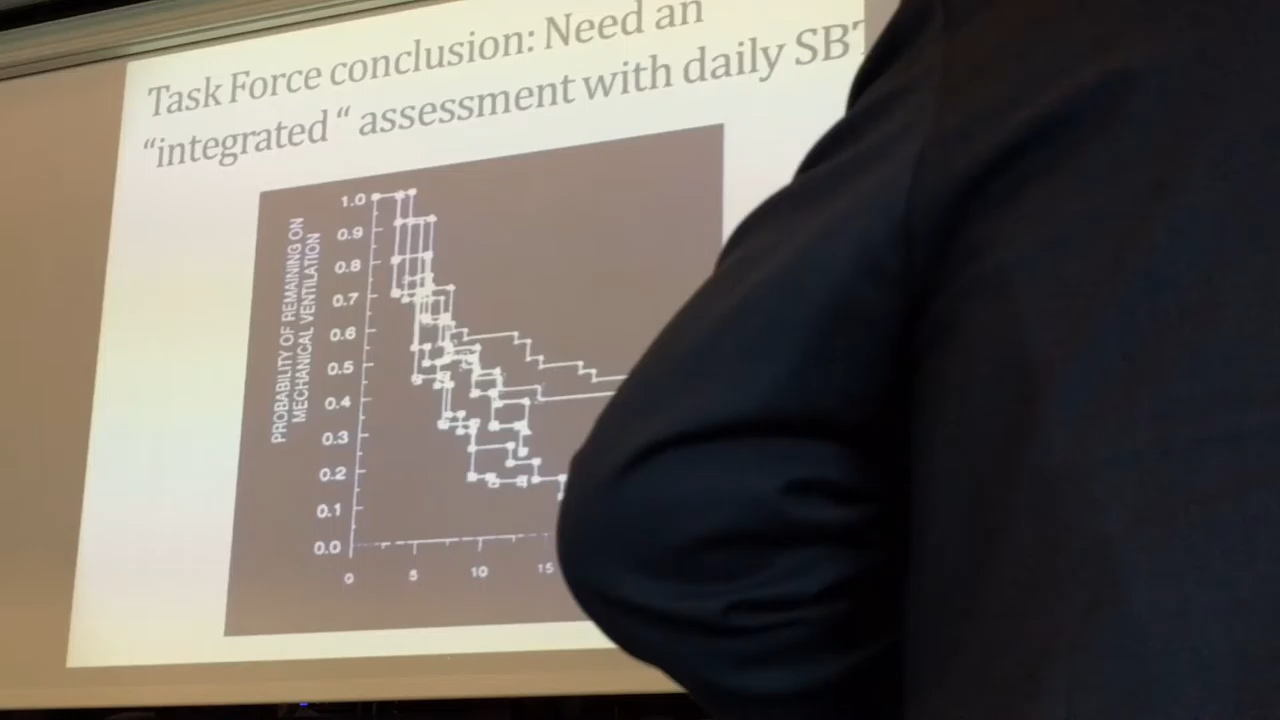 Task Force conclusion: Need an
“integrated “ assessment with daily SBT
PROBABILITY OF REMAINING ON
MECHANICAL VENTILATION
1.0
0.9
0.8
0.7
0.6
0.5
0.4
0.3
0.2
0.1
0.0
0 5 10 15